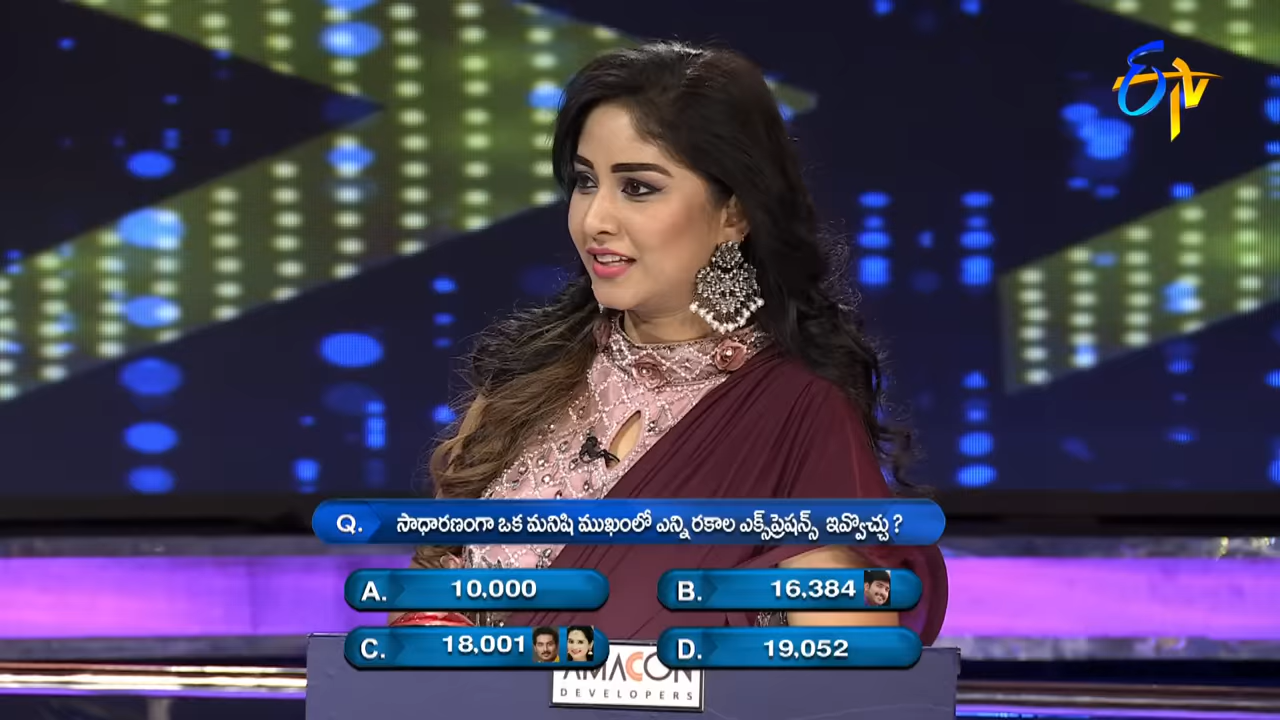 ETV
Q. సాధారణంగా ఒక మనిషి ముఖంలో ఎన్ని రకాల ఎక్స్‌ప్రెషన్స్ ఇవ్వొచ్చు ?
A. 10,000
B. 16,384
C. 18,001
D. 19,052
AMACON
DEVELOPERS